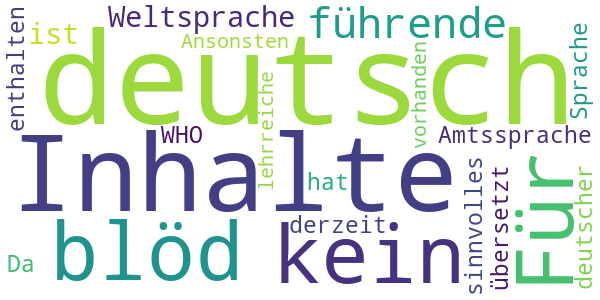 enthalten
ist
Weltsprache
führende
Ansonsten
deutsch
vorhanden
Sprache
lehrreiche
WHO
Inhalte
Amtssprache
hat
Für
blöd
derzeit
kein
sinnvolles
übersetzt
deutscher
Da